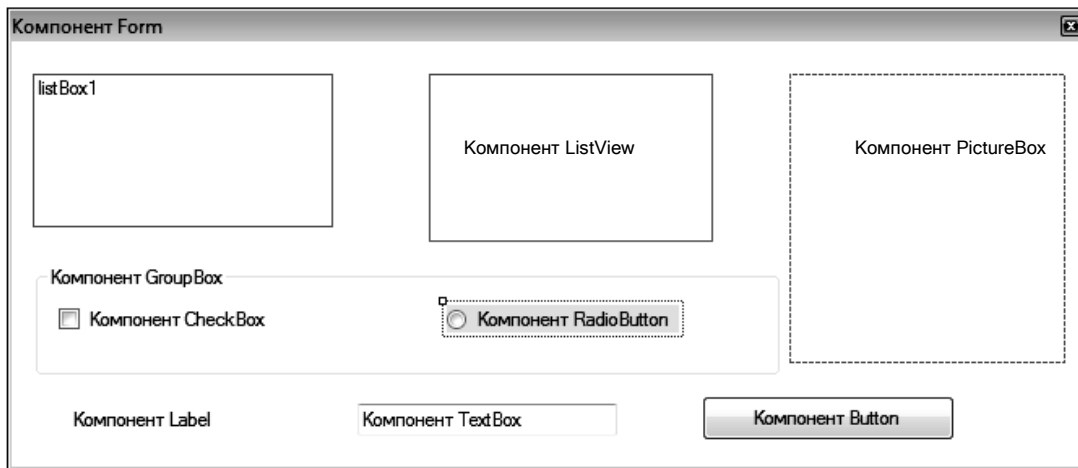 Компонент Form
listBox1
Компонент ListView
Компонент PictureBox
Компонент GroupBox
Компонент CheckBox
Компонент RadioButton
Компонент Label
Компонент TextBox
Компонент Button